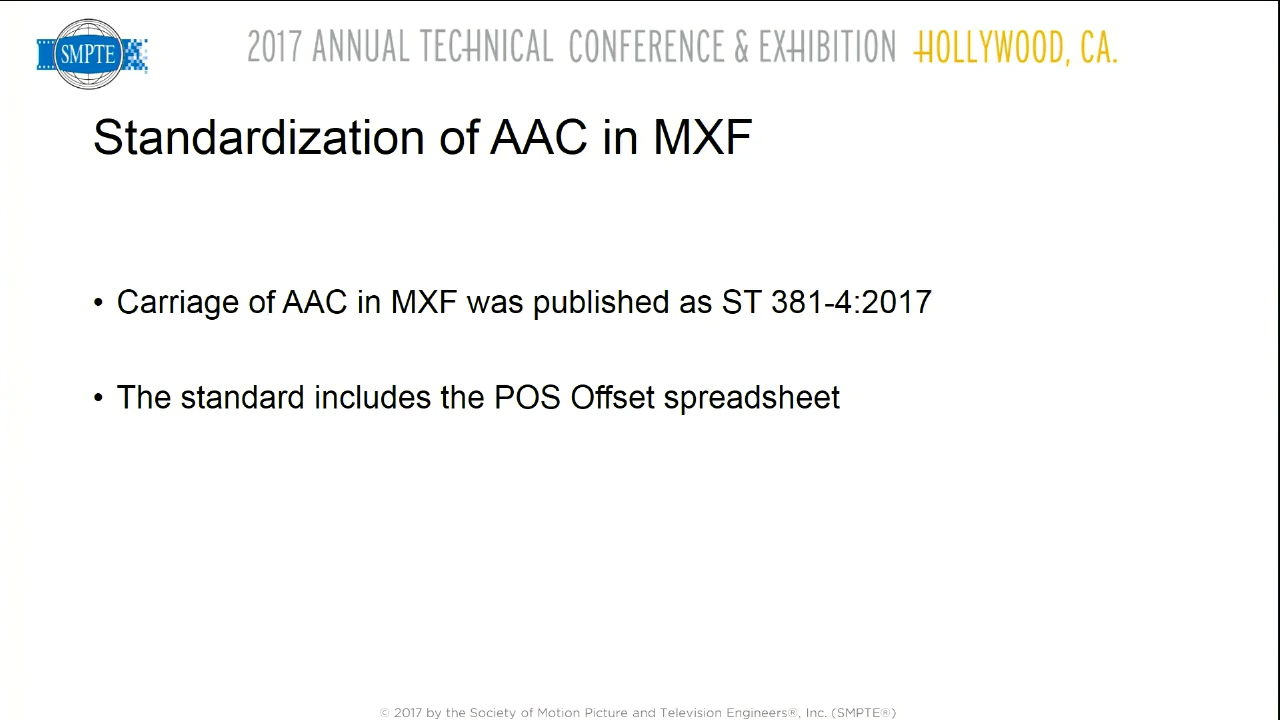 SMPTE
2017 ANNUAL TECHNICAL CONFERENCE & EXHIBITION HOLLYWOOD, CA.
Standardization of AAC in MXF
• Carriage of AAC in MXF was published as ST 381-4:2017
• The standard includes the POS Offset spreadsheet
© 2017 by the Society of Motion Picture and Television Engineers®, Inc. (SMPTE®)